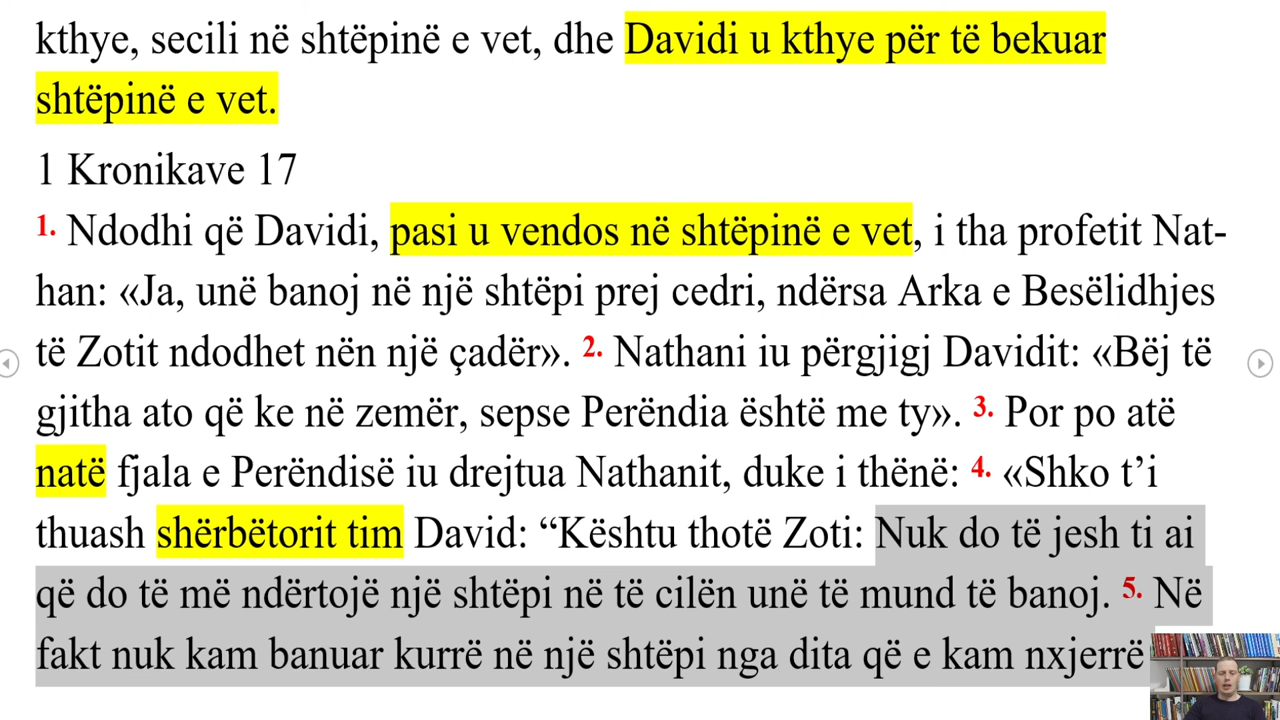 kthye, secili në shtëpinë e vet, dhe Davidi u kthye për të bekuar
shtëpinë e vet.
1 Kronikave 17
1. Ndodhi që Davidi, pasi u vendos në shtëpinë e vet, i tha profetit Nat-
han: «Ja, unë banoj në një shtëpi prej cedri, ndërsa Arka e Besëlidhjes
të Zotit ndodhet nën një çadër». 2. Nathani iu përgjigj Davidit: «Bëj të
gjitha ato që ke në zemër, sepse Perëndia është me ty». 3. Por po atë
natë fjala e Perëndisë iu drejtua Nathanit, duke i thënë: 4. «Shko t’i
thuash shërbëtorit tim David: “Kështu thotë Zoti: Nuk do të jesh ti ai
që do të më ndërtojë një shtëpi në të cilën unë të mund të banoj. 5. Në
fakt nuk kam banuar kurrë në një shtëpi nga dita që e kam nxjerrë